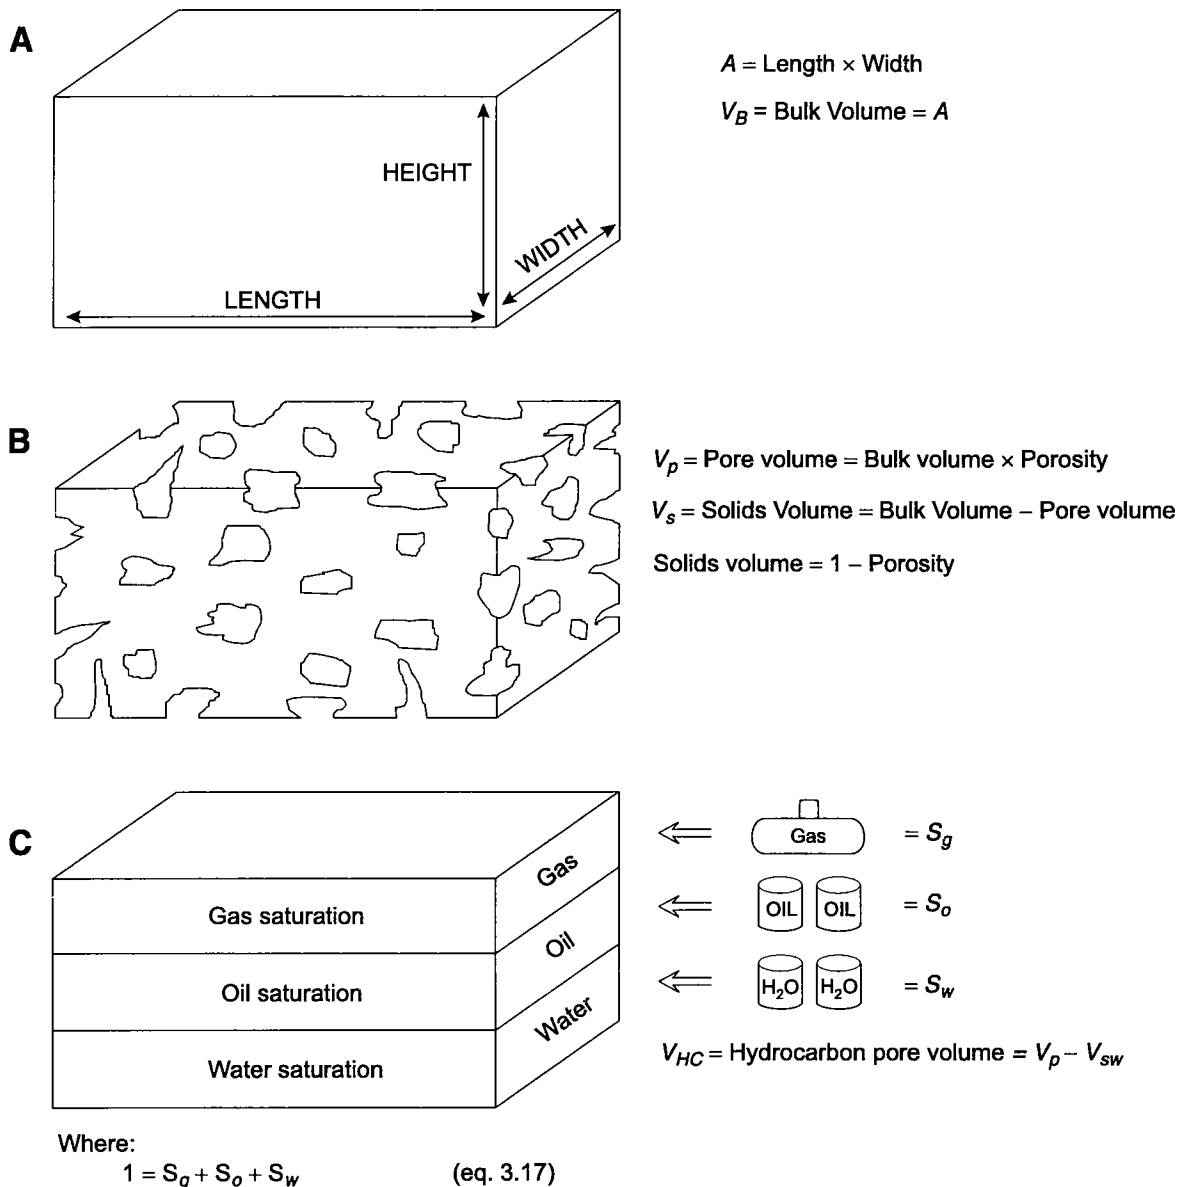 A
A = Length × Width
V_B = Bulk Volume = A
HEIGHT
WIDTH
LENGTH
B
V_p = Pore volume = Bulk volume × Porosity
V_s = Solids Volume = Bulk Volume – Pore volume
Solids volume = 1 – Porosity
C
Gas saturation
Gas
Oil saturation
Oil
Water saturation
Water
Gas = S_g
OIL OIL = S_o
H₂O H₂O = S_w
V_HC = Hydrocarbon pore volume = V_p – V_sw
Where:
1 = S_g + S_o + S_w (eq. 3.17)